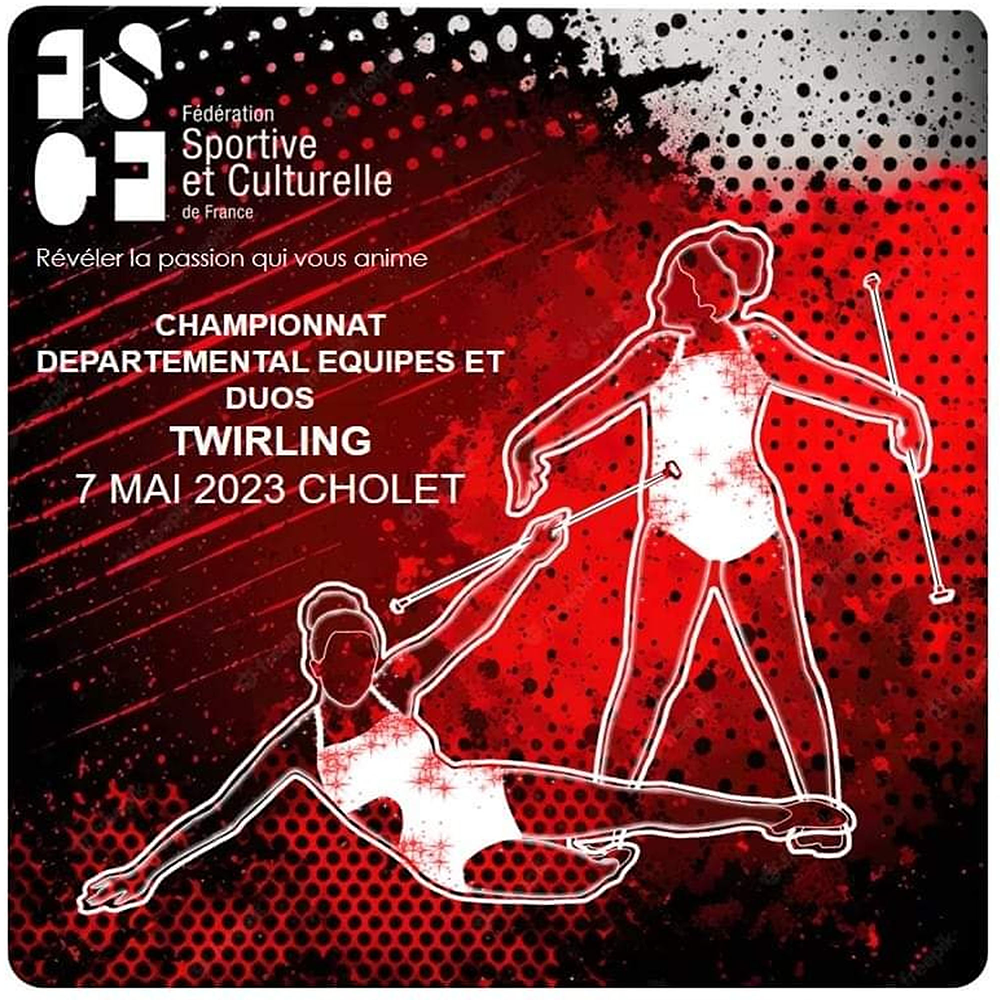 FSCF
Fédération
Sportive
et Culturelle
de France
Révéler la passion qui vous anime
CHAMPIONNAT
DEPARTEMENTAL EQUIPES ET
DUOS
TWIRLING
7 MAI 2023 CHOLET
freepik